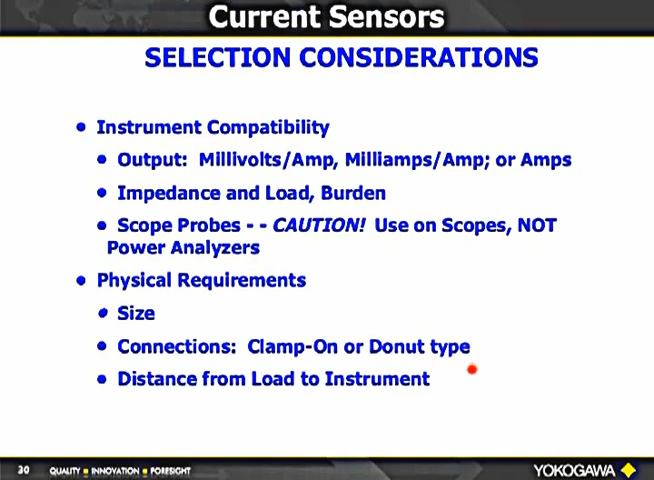 Current Sensors
SELECTION CONSIDERATIONS
• Instrument Compatibility
• Output: Millivolts/Amp, Milliamps/Amp; or Amps
• Impedance and Load, Burden
• Scope Probes - - CAUTION! Use on Scopes, NOT
Power Analyzers
• Physical Requirements
• Size
• Connections: Clamp-On or Donut type
• Distance from Load to Instrument
30 QUALITY ■ INNOVATION ■ FORESIGHT YOKOGAWA